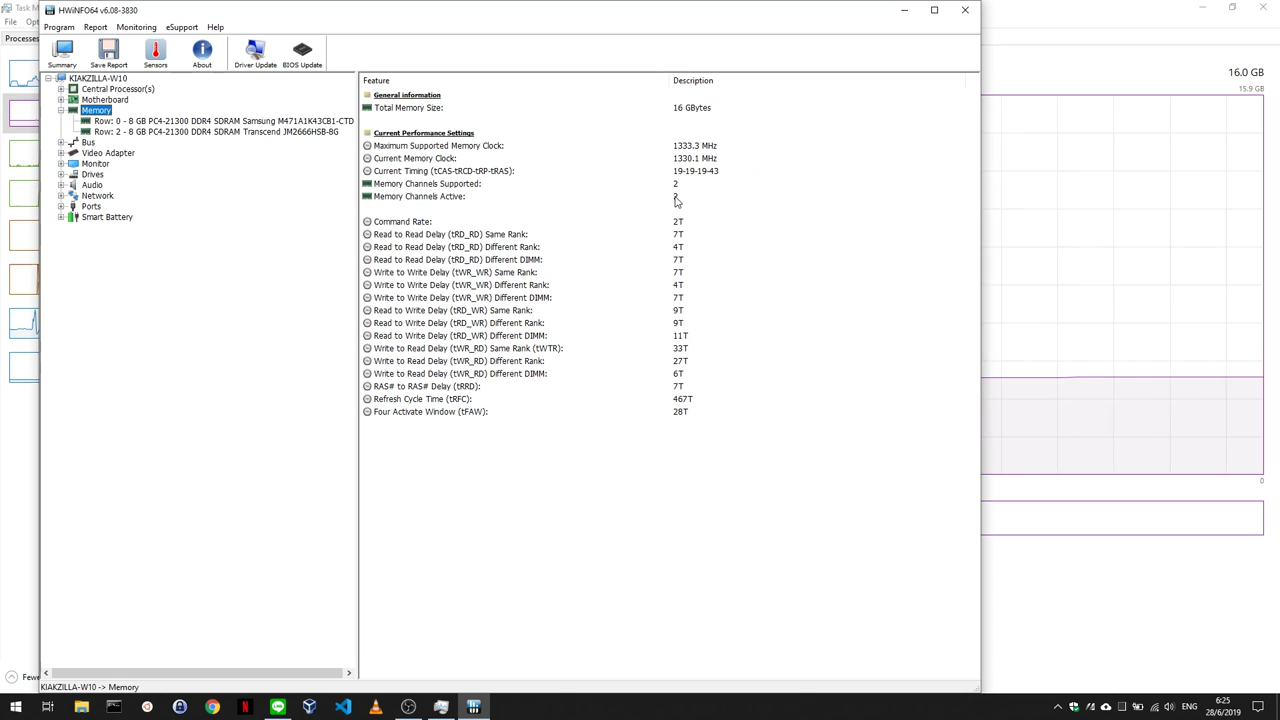 HWiNFO64 v6.08-3830
Program Report Monitoring eSupport Help
Summary Save Report Sensors About Driver Update BIOS Update
Task M
File O
Processes
KIAKZILLA-W10
Central Processor(s)
Motherboard
Memory
Row: 0 - 8 GB PC4-21300 DDR4 SDRAM Samsung M471A1K43CB1-CTD
Row: 2 - 8 GB PC4-21300 DDR4 SDRAM Transcend JM2666HSB-8G
Bus
Video Adapter
Monitor
Drives
Audio
Network
Ports
Smart Battery
Feature Description
General information
Total Memory Size: 16 GBytes
Current Performance Settings
Maximum Supported Memory Clock: 1333.3 MHz
Current Memory Clock: 1330.1 MHz
Current Timing (tCAS-tRCD-tRP-tRAS): 19-19-19-43
Memory Channels Supported: 2
Memory Channels Active: 2
Command Rate: 2T
Read to Read Delay (tRD_RD) Same Rank: 7T
Read to Read Delay (tRD_RD) Different Rank: 4T
Read to Read Delay (tRD_RD) Different DIMM: 7T
Write to Write Delay (tWR_WR) Same Rank: 7T
Write to Write Delay (tWR_WR) Different Rank: 4T
Write to Write Delay (tWR_WR) Different DIMM: 7T
Read to Write Delay (tRD_WR) Same Rank: 9T
Read to Write Delay (tRD_WR) Different Rank: 9T
Read to Write Delay (tRD_WR) Different DIMM: 11T
Write to Read Delay (tWR_RD) Same Rank (tWTR): 33T
Write to Read Delay (tWR_RD) Different Rank: 27T
Write to Read Delay (tWR_RD) Different DIMM: 6T
RAS# to RAS# Delay (tRRD): 7T
Refresh Cycle Time (tRFC): 467T
Four Activate Window (tFAW): 28T
16.0 GB
15.9 GB
0
Fewe
KIAKZILLA-W10 -> Memory
ENG
6:25
28/6/2019